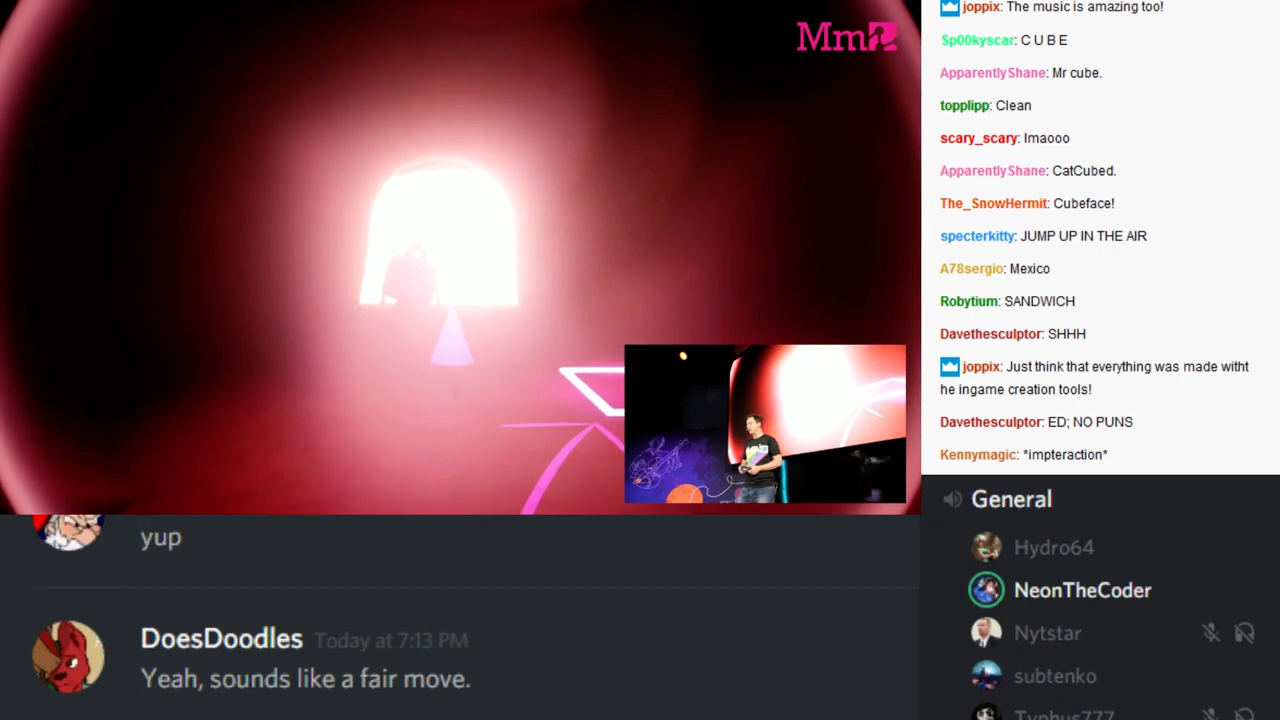 Mm
joppix: The music is amazing too!
Sp00kyscar: C U B E
ApparentlyShane: Mr cube.
topplipp: Clean
scary_scary: lmaooo
ApparentlyShane: CatCubed.
The_SnowHermit: Cubeface!
specterkitty: JUMP UP IN THE AIR
A78sergio: Mexico
Robytium: SANDWICH
Davethesculptor: SHHH
joppix: Just think that everything was made witht
he ingame creation tools!
Davethesculptor: ED; NO PUNS
Kennymagic: *impteraction*
yup
DoesDoodles Today at 7:13 PM
Yeah, sounds like a fair move.
General
Hydro64
NeonTheCoder
Nytstar
subtenko
Typhus777